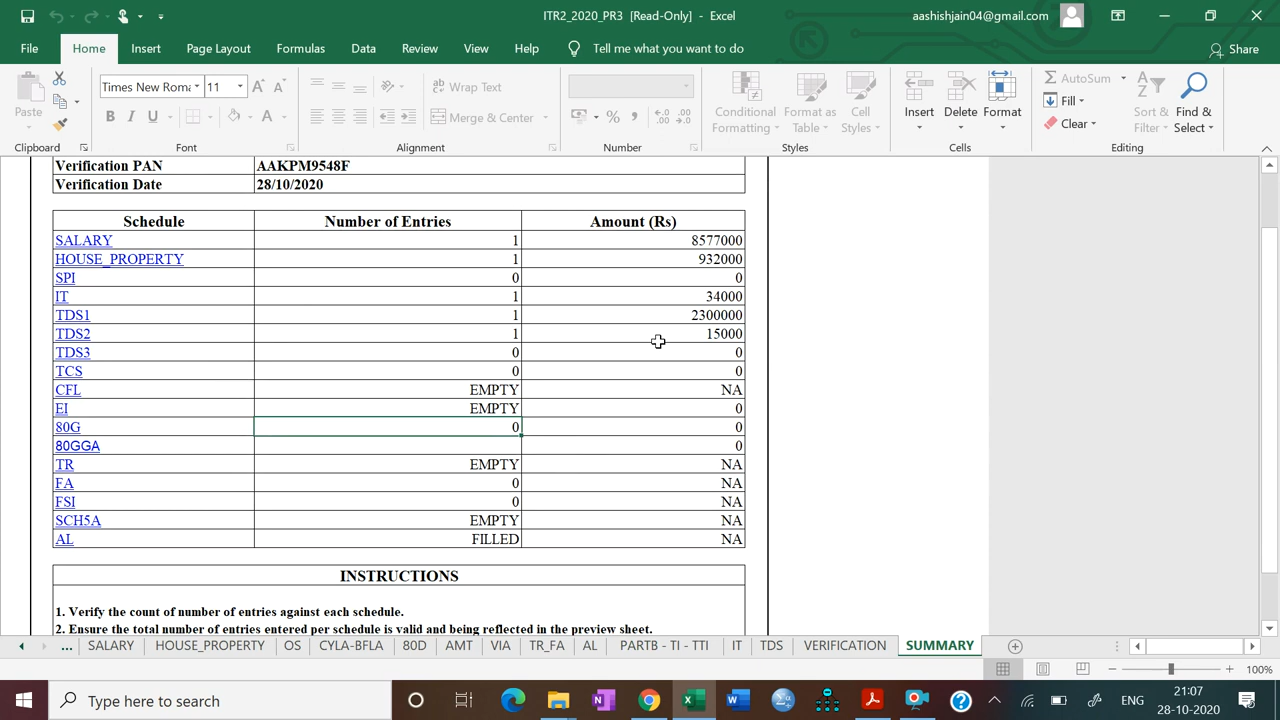 ITR2_2020_PR3 [Read-Only] - Excel
aashishjain04@gmail.com
File Home Insert Page Layout Formulas Data Review View Help Tell me what you want to do Share
Paste
Times New Roma 11
Wrap Text
Merge & Center
Conditional Formatting
Format as Table
Cell Styles
Insert Delete Format
AutoSum
Fill
Clear
Sort & Filter
Find & Select
Clipboard Font Alignment Number Styles Cells Editing
Verification PAN AAKPM9548F
Verification Date 28/10/2020
Schedule Number of Entries Amount (Rs)
SALARY 1 8577000
HOUSE_PROPERTY 1 932000
SPI 0 0
IT 1 34000
TDS1 1 2300000
TDS2 1 15000
TDS3 0 0
TCS 0 0
CFL EMPTY NA
EI EMPTY 0
80G 0 0
80GGA 0
TR EMPTY NA
FA 0 NA
FSI 0 NA
SCH5A EMPTY NA
AL FILLED NA
INSTRUCTIONS
1. Verify the count of number of entries against each schedule.
2. Ensure the total number of entries entered per schedule is valid and being reflected in the preview sheet.
... SALARY HOUSE_PROPERTY OS CYLA-BFLA 80D AMT VIA TR_FA AL PARTB - TI - TTI IT TDS VERIFICATION SUMMARY
100%
Type here to search
ENG
21:07
28-10-2020